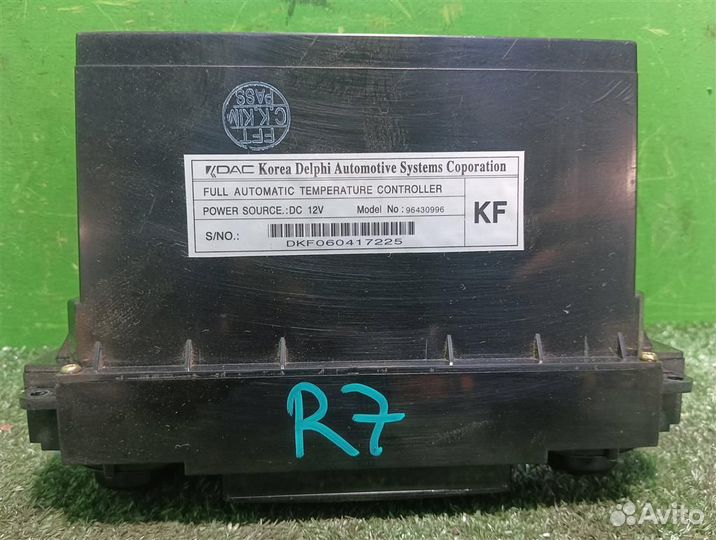 EFT
C.K.KIM
PASS
KDAC Korea Delphi Automotive Systems Coporation
FULL AUTOMATIC TEMPERATURE CONTROLLER
POWER SOURCE.:DC 12V Model No:96430996
KF
S/NO.:
DKF060417225
R7
Avito